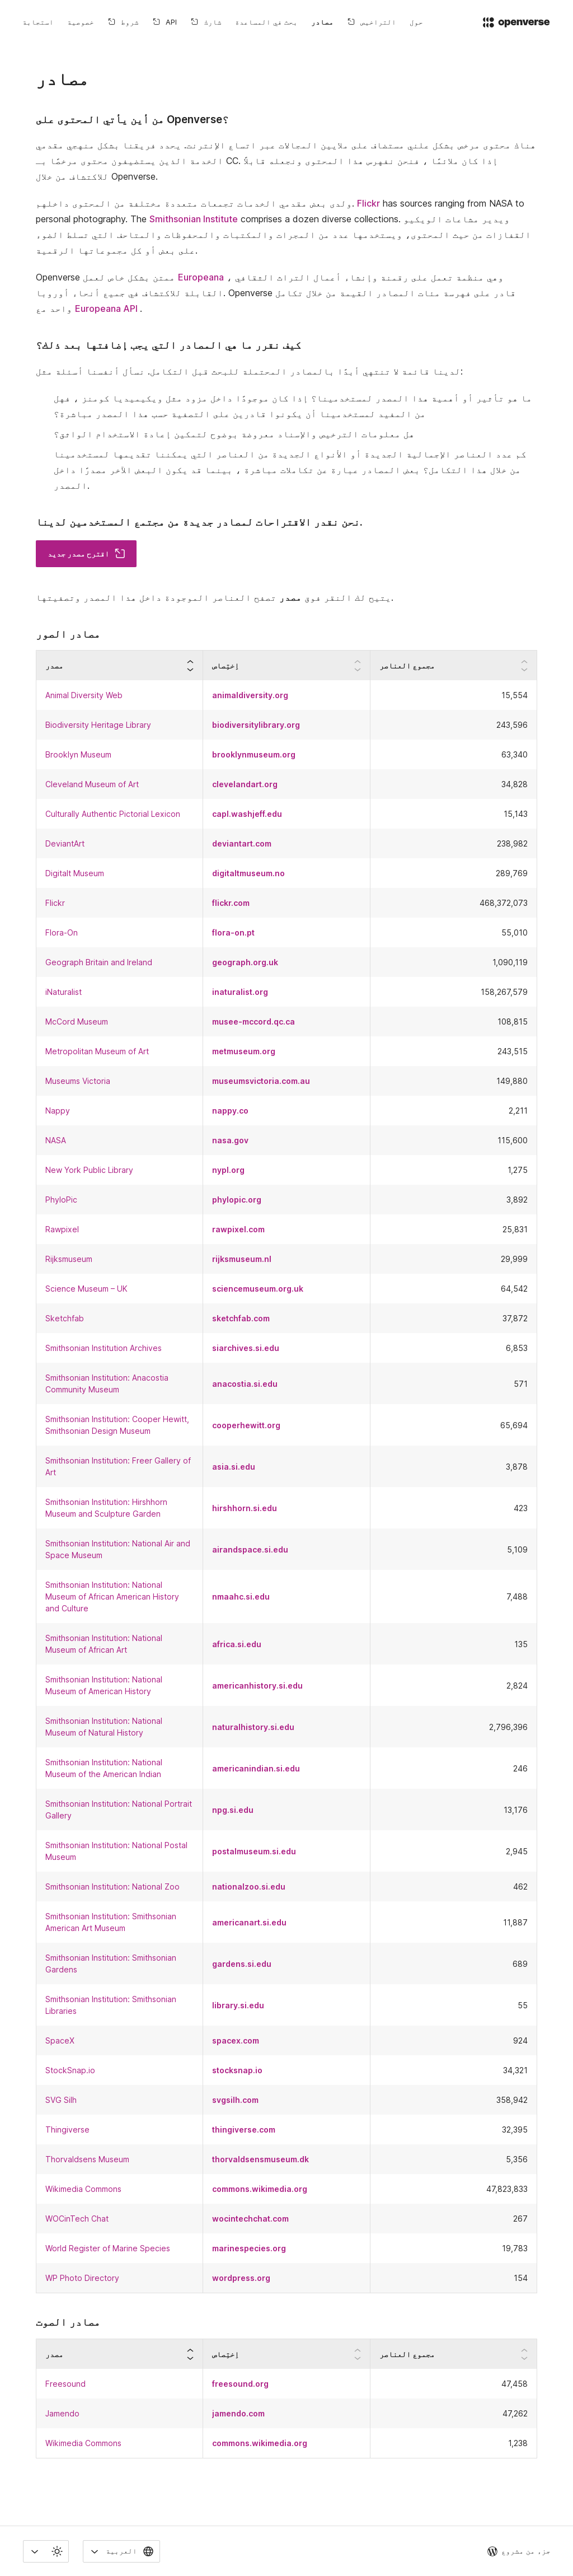 openverse
حول
التراخيص
مصادر
بحث في المساعدة
شارك
API
شروط
خصوصية
استجابة
مصادر
من أين يأتي المحتوى على Openverse؟
هناك محتوى مرخص بشكل علني مستضاف على ملايين المجالات عبر اتساع الإنترنت. يحدد فريقنا بشكل منهجي مقدمي
الخدمة الذين يستضيفون محتوى مرخصًا بـ CC. إذا كان ملائمًا ، فنحن نفهرس هذا المحتوى ونجعله قابلاً
للاكتشاف من خلال Openverse.
ولدى بعض مقدمي الخدمات تجمعات متعددة مختلفة من المحتوى داخلهم. Flickr has sources ranging from NASA to
personal photography. The Smithsonian Institute comprises a dozen diverse collections. ويدير مشاعات الويكيو
القفازات من حيث المحتوى، ويستخدمها عدد من المجرات والمكتبات والمحفوظات والمتاحف التي تسلط الضوء
على بعض أو كل مجموعاتها الرقمية.
Openverse ممتن بشكل خاص لعمل Europeana ، وهي منظمة تعمل على رقمنة وإنشاء أعمال التراث الثقافي
القابلة للاكتشاف في جميع أنحاء أوروبا. Openverse قادر على فهرسة مئات المصادر القيمة من خلال تكامل
واحد مع Europeana API .
كيف نقرر ما هي المصادر التي يجب إضافتها بعد ذلك؟
لدينا قائمة لا تنتهي أبدًا بالمصادر المحتملة للبحث قبل التكامل. نسأل أنفسنا أسئلة مثل:
ما هو تأثير أو أهمية هذا المصدر لمستخدمينا؟ إذا كان موجودًا داخل مزود مثل ويكيميديا كومنز ، فهل
من المفيد لمستخدمينا أن يكونوا قادرين على التصفية حسب هذا المصدر مباشرة؟
هل معلومات الترخيص والإسناد معروضة بوضوح لتمكين إعادة الاستخدام الواثق؟
كم عدد العناصر الإجمالية الجديدة أو الأنواع الجديدة من العناصر التي يمكننا تقديمها لمستخدمينا
من خلال هذا التكامل؟ بعض المصادر عبارة عن تكاملات مباشرة ، بينما قد يكون البعض الآخر مصدرًا داخل
المصدر.
نحن نقدر الاقتراحات لمصادر جديدة من مجتمع المستخدمين لدينا.
اقترح مصدر جديد
يتيح لك النقر فوق مصدر تصفح العناصر الموجودة داخل هذا المصدر وتصفيتها.
مصادر الصور
مصدر إختِصاص مجموع العناصر
Animal Diversity Web animaldiversity.org 15,554
Biodiversity Heritage Library biodiversitylibrary.org 243,596
Brooklyn Museum brooklynmuseum.org 63,340
Cleveland Museum of Art clevelandart.org 34,828
Culturally Authentic Pictorial Lexicon capl.washjeff.edu 15,143
DeviantArt deviantart.com 238,982
Digitalt Museum digitaltmuseum.no 289,769
Flickr flickr.com 468,372,073
Flora-On flora-on.pt 55,010
Geograph Britain and Ireland geograph.org.uk 1,090,119
iNaturalist inaturalist.org 158,267,579
McCord Museum musee-mccord.qc.ca 108,815
Metropolitan Museum of Art metmuseum.org 243,515
Museums Victoria museumsvictoria.com.au 149,880
Nappy nappy.co 2,211
NASA nasa.gov 115,600
New York Public Library nypl.org 1,275
PhyloPic phylopic.org 3,892
Rawpixel rawpixel.com 25,831
Rijksmuseum rijksmuseum.nl 29,999
Science Museum – UK sciencemuseum.org.uk 64,542
Sketchfab sketchfab.com 37,872
Smithsonian Institution Archives siarchives.si.edu 6,853
Smithsonian Institution: Anacostia
Community Museum anacostia.si.edu 571
Smithsonian Institution: Cooper Hewitt,
Smithsonian Design Museum cooperhewitt.org 65,694
Smithsonian Institution: Freer Gallery of
Art asia.si.edu 3,878
Smithsonian Institution: Hirshhorn
Museum and Sculpture Garden hirshhorn.si.edu 423
Smithsonian Institution: National Air and
Space Museum airandspace.si.edu 5,109
Smithsonian Institution: National
Museum of African American History
and Culture nmaahc.si.edu 7,488
Smithsonian Institution: National
Museum of African Art africa.si.edu 135
Smithsonian Institution: National
Museum of American History americanhistory.si.edu 2,824
Smithsonian Institution: National
Museum of Natural History naturalhistory.si.edu 2,796,396
Smithsonian Institution: National
Museum of the American Indian americanindian.si.edu 246
Smithsonian Institution: National Portrait
Gallery npg.si.edu 13,176
Smithsonian Institution: National Postal
Museum postalmuseum.si.edu 2,945
Smithsonian Institution: National Zoo nationalzoo.si.edu 462
Smithsonian Institution: Smithsonian
American Art Museum americanart.si.edu 11,887
Smithsonian Institution: Smithsonian
Gardens gardens.si.edu 689
Smithsonian Institution: Smithsonian
Libraries library.si.edu 55
SpaceX spacex.com 924
StockSnap.io stocksnap.io 34,321
SVG Silh svgsilh.com 358,942
Thingiverse thingiverse.com 32,395
Thorvaldsens Museum thorvaldsensmuseum.dk 5,356
Wikimedia Commons commons.wikimedia.org 47,823,833
WOCinTech Chat wocintechchat.com 267
World Register of Marine Species marinespecies.org 19,783
WP Photo Directory wordpress.org 154
مصادر الصوت
مصدر إختِصاص مجموع العناصر
Freesound freesound.org 47,458
Jamendo jamendo.com 47,262
Wikimedia Commons commons.wikimedia.org 1,238
جزء من مشروع
العربية